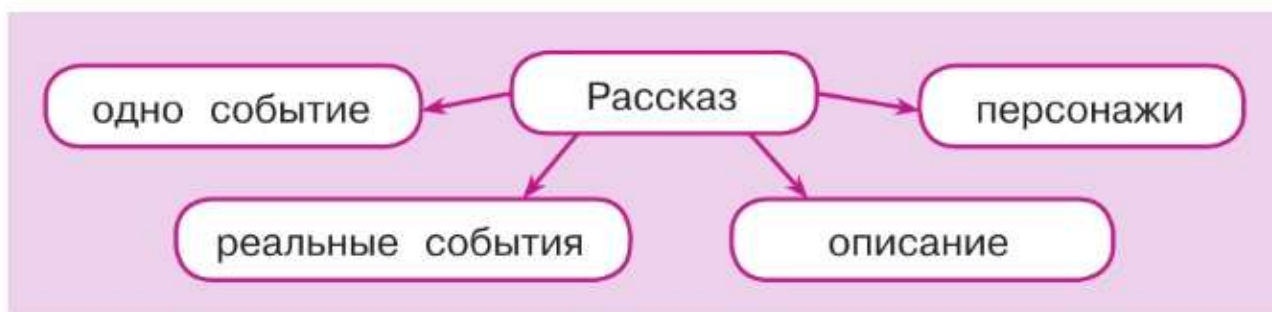 Рассказ
одно событие
персонажи
реальные события
описание